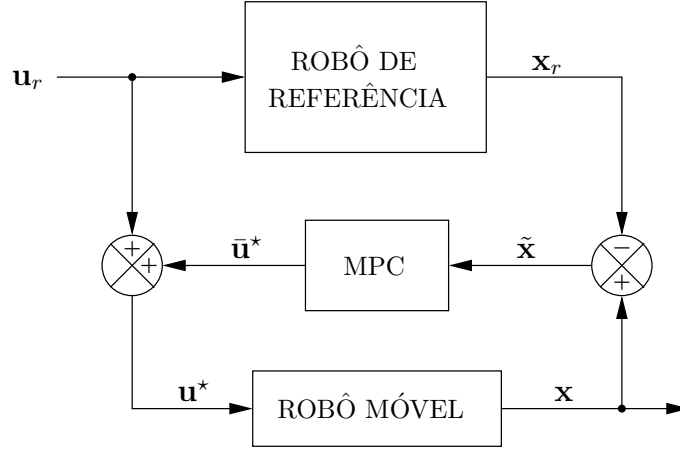 ROBÔ DE
REFERÊNCIA
u_r
x_r
+
+
ū*
MPC
x̃
−
+
u*
ROBÔ MÓVEL
x